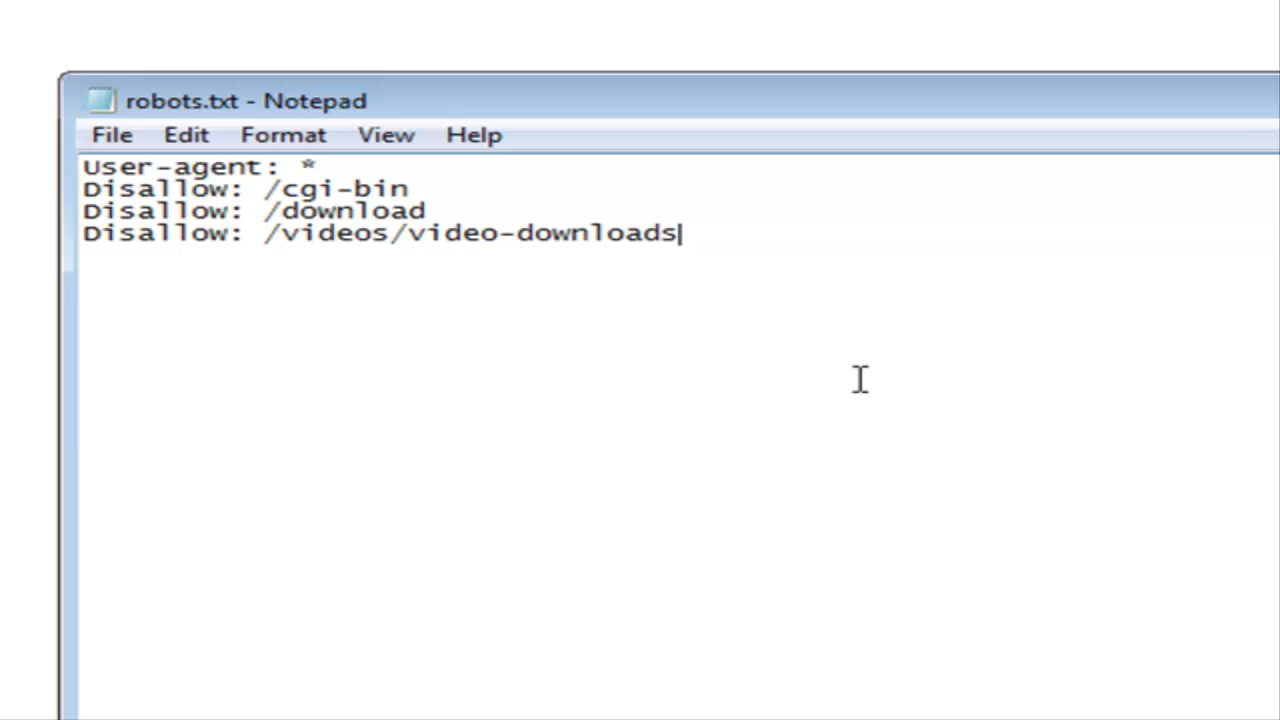 robots.txt - Notepad
File Edit Format View Help
User-agent: *
Disallow: /cgi-bin
Disallow: /download
Disallow: /videos/video-downloads